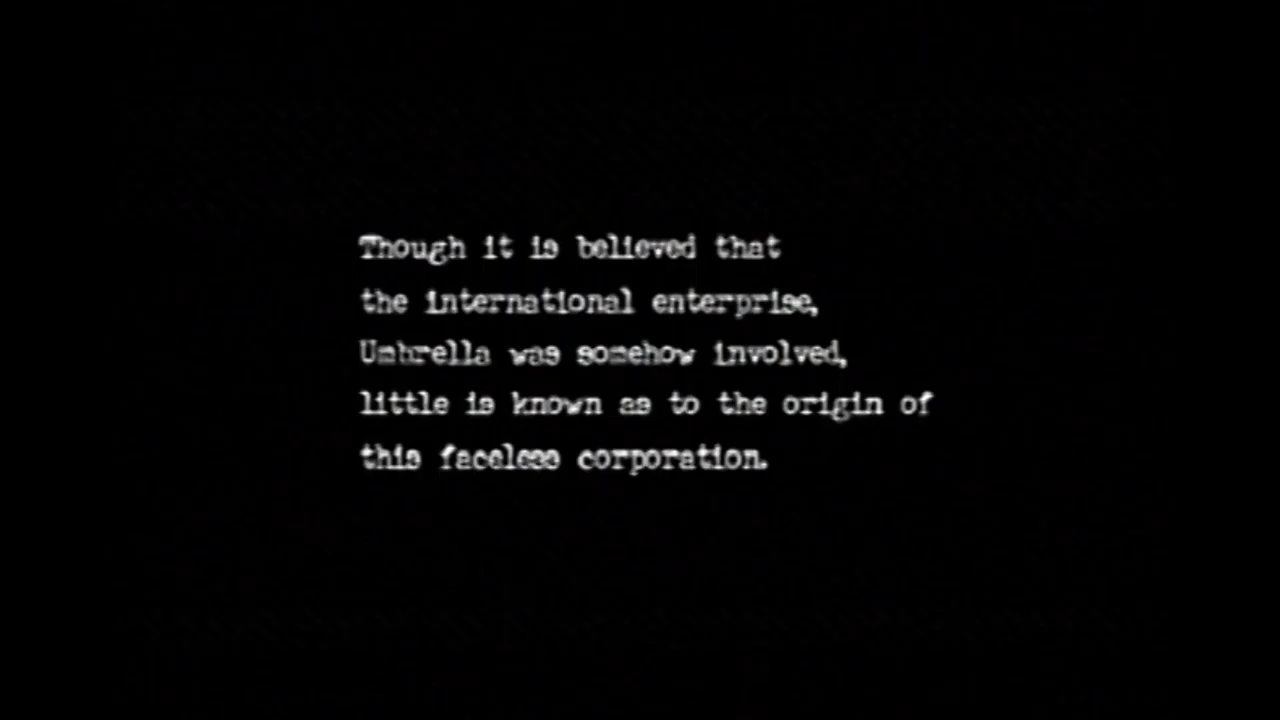 Though it is believed that
the international enterprise,
Umbrella was somehow involved,
little is known as to the origin of
this faceless corporation.